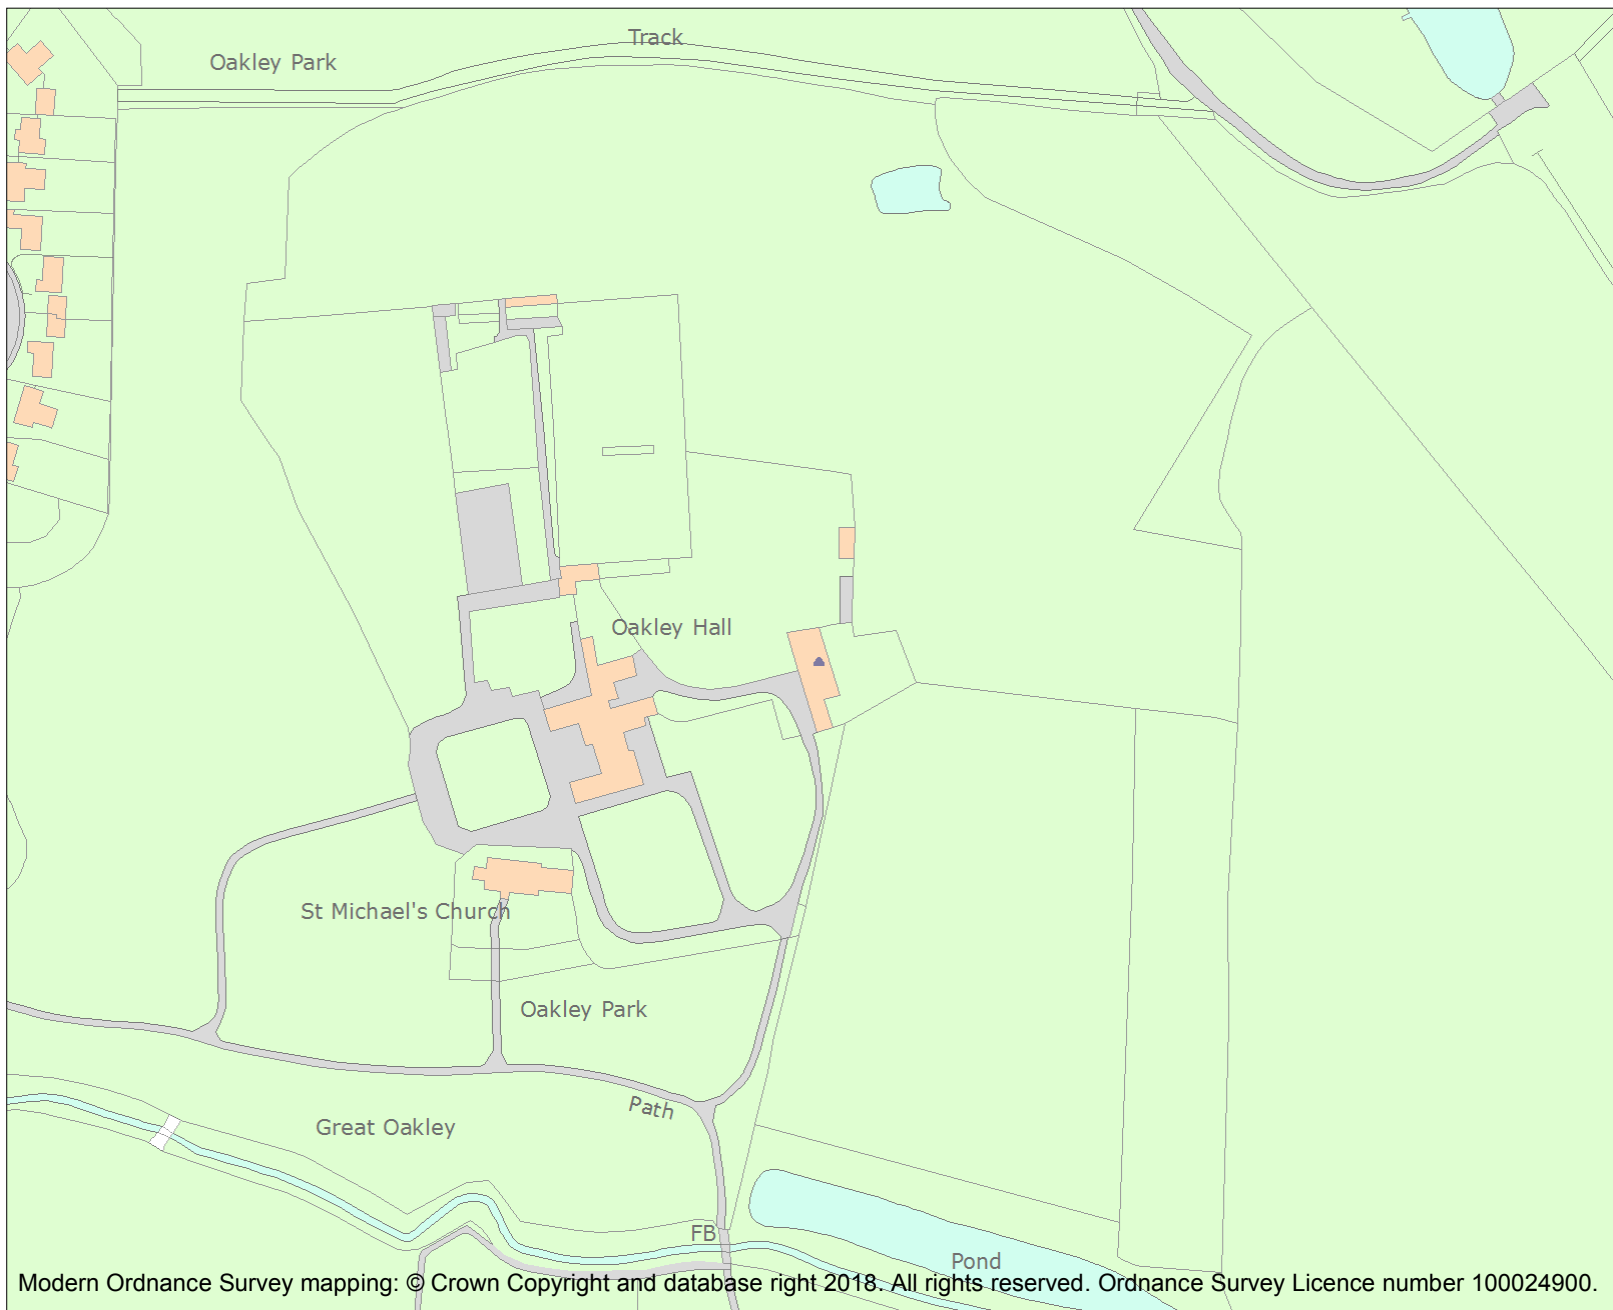 Track
Oakley Park
Oakley Hall
St Michael's Church
Oakley Park
Path
Great Oakley
FB
Pond
Modern Ordnance Survey mapping: © Crown Copyright and database right 2018. All rights reserved. Ordnance Survey Licence number 100024900.